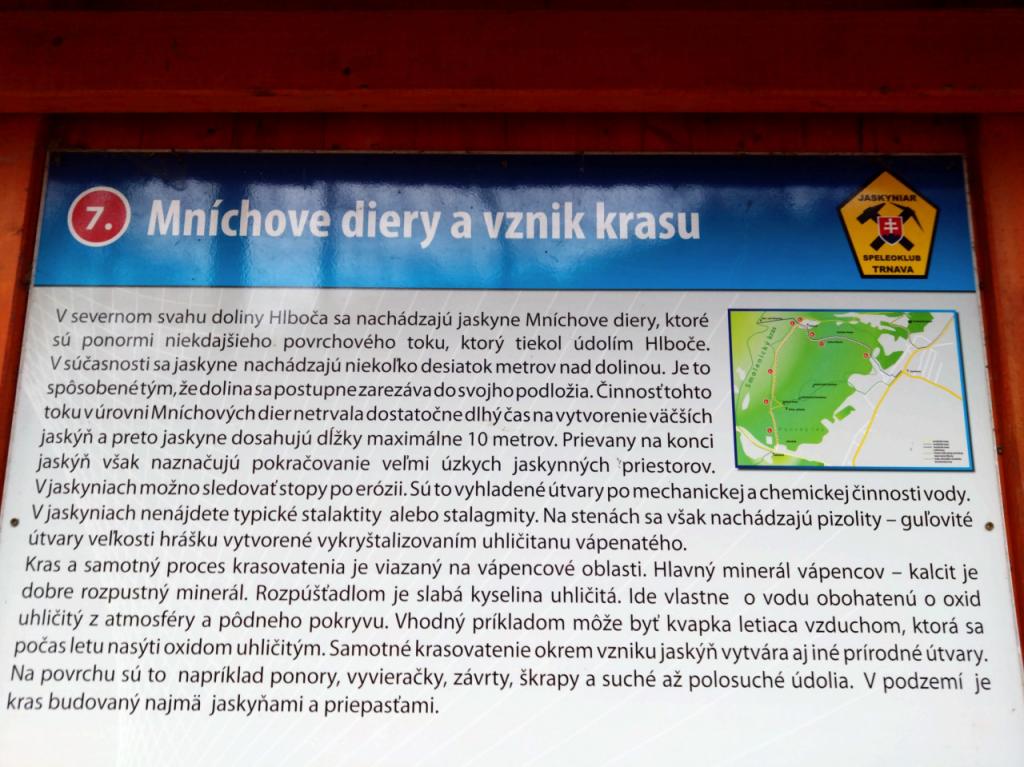 7. Mníchove diery a vznik krasu
JASKYNIAR
SPELEOKLUB
TRNAVA
V severnom svahu doliny Hlboča sa nachádzajú jaskyne Mníchove diery, ktoré
sú ponormi niekdajšieho povrchového toku, ktorý tiekol údolím Hlboče.
V súčasnosti sa jaskyne nachádzajú niekoľko desiatok metrov nad dolinou. Je to
spôsobené tým, že dolina sa postupne zarezáva do svojho podložia. Činnosť tohto
toku v úrovni Mníchových dier netrvala dostatočne dlhý čas na vytvorenie väčších
jaskýň a preto jaskyne dosahujú dĺžky maximálne 10 metrov. Prievany na konci
jaskýň však naznačujú pokračovanie veľmi úzkych jaskynných priestorov.
V jaskyniach možno sledovať stopy po erózii. Sú to vyhladené útvary po mechanickej a chemickej činnosti vody.
V jaskyniach nenájdete typické stalaktity alebo stalagmity. Na stenách sa však nachádzajú pizolity – guľovité
útvary veľkosti hrášku vytvorené vykryštalizovaním uhličitanu vápenatého.
Kras a samotný proces krasovatenia je viazaný na vápencové oblasti. Hlavný minerál vápencov – kalcit je
dobre rozpustný minerál. Rozpúšťadlom je slabá kyselina uhličitá. Ide vlastne o vodu obohatenú o oxid
uhličitý z atmosféry a pôdneho pokryvu. Vhodný príkladom môže byť kvapka letiaca vzduchom, ktorá sa
počas letu nasýti oxidom uhličitým. Samotné krasovatenie okrem vzniku jaskýň vytvára aj iné prírodné útvary.
Na povrchu sú to napríklad ponory, vyvieračky, závrty, škrapy a suché až polosuché údolia. V podzemí je
kras budovaný najmä jaskyňami a priepasťami.
Smolenický kras